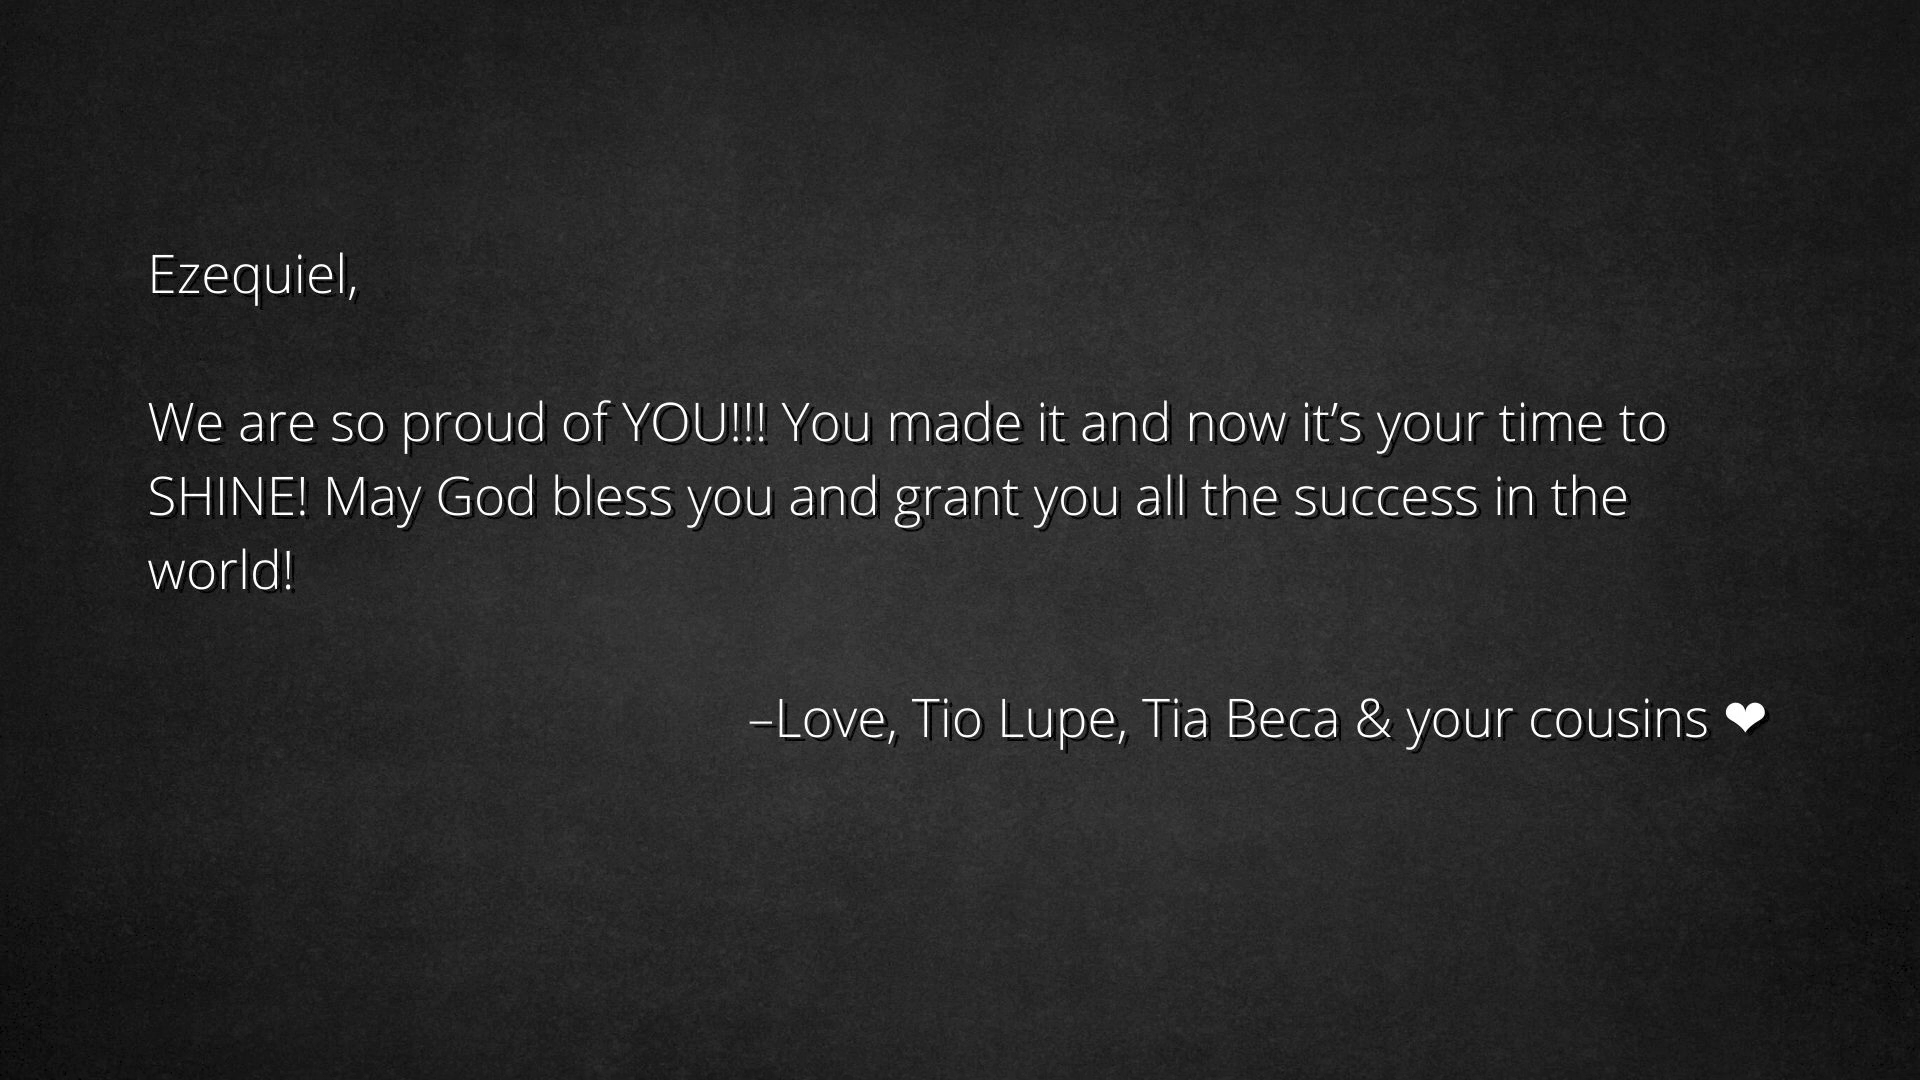 Ezequiel,
We are so proud of YOU!!! You made it and now it’s your time to
SHINE! May God bless you and grant you all the success in the
world!
–Love, Tio Lupe, Tia Beca & your cousins ❤